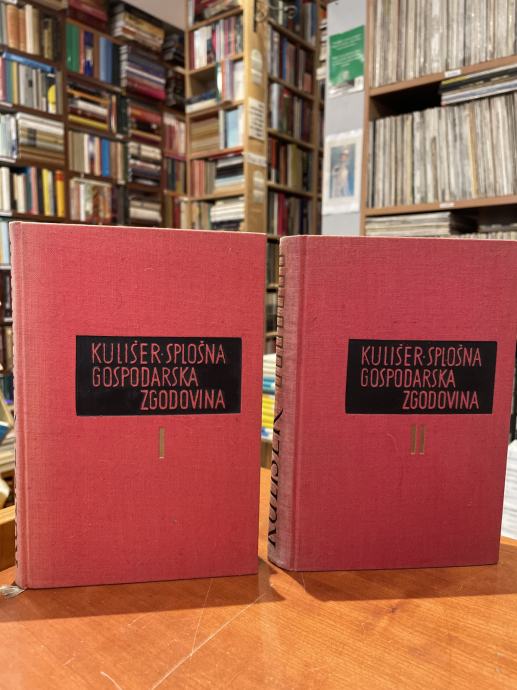 KULIŠER·SPLOŠNA
GOSPODARSKA
ZGODOVINA
I
KULIŠER·SPLOŠNA
GOSPODARSKA
ZGODOVINA
II
KULIŠER